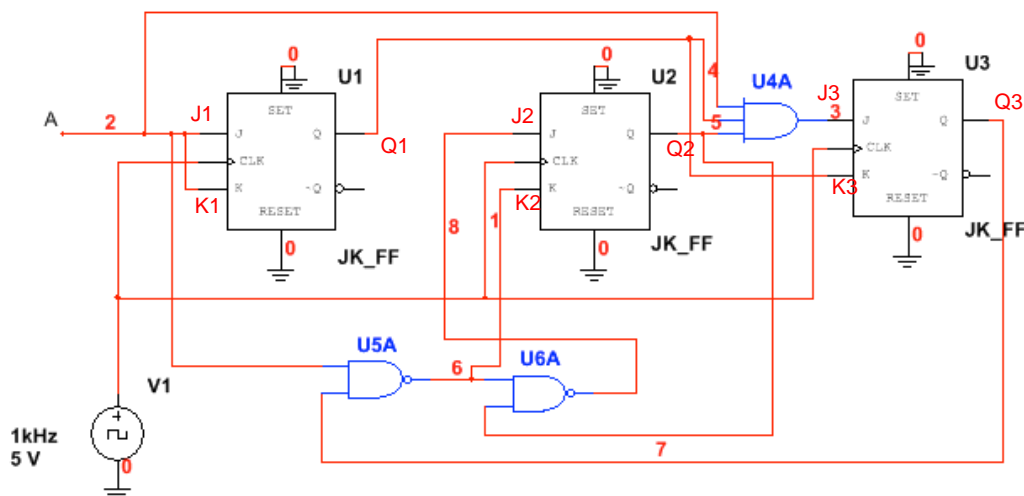 0
0
0
U1
U2
U3
4
U4A
A
2
J1
SET
J
Q
CLK
K
~Q
RESET
K1
Q1
0
JK_FF
J2
SET
J
Q
CLK
K
~Q
RESET
K2
Q2
5
0
JK_FF
J3
3
SET
J
Q
CLK
K
~Q
RESET
K3
Q3
0
JK_FF
8
1
U5A
6
U6A
7
V1
1kHz
5 V
0